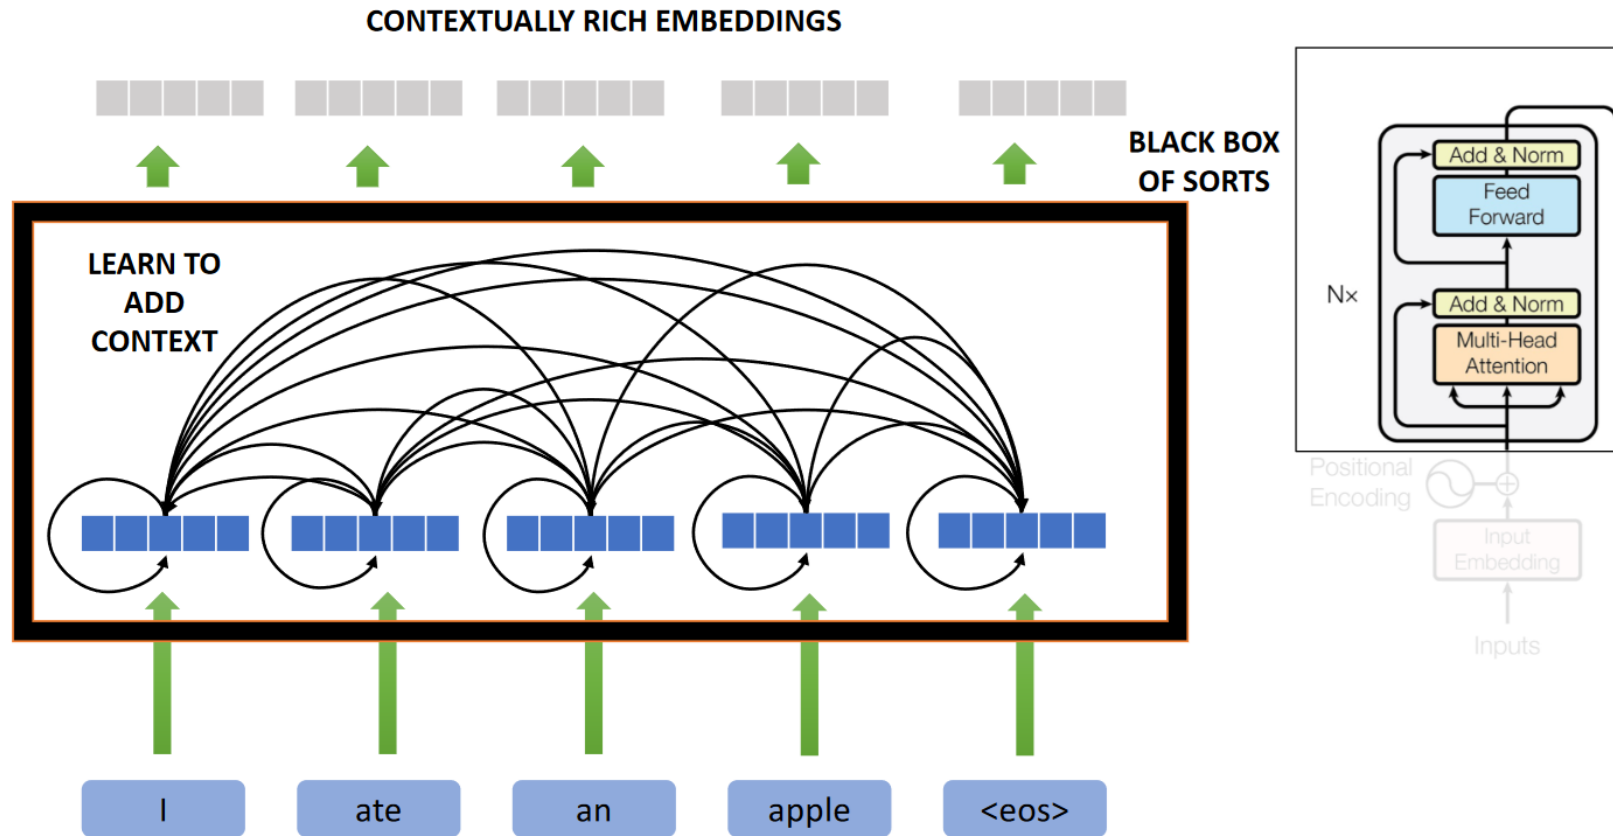 CONTEXTUALLY RICH EMBEDDINGS
BLACK BOX
OF SORTS
LEARN TO
ADD
CONTEXT
I
ate
an
apple
<eos>
Add & Norm
Feed
Forward
N×
Add & Norm
Multi-Head
Attention
Positional
Encoding
Input
Embedding
Inputs